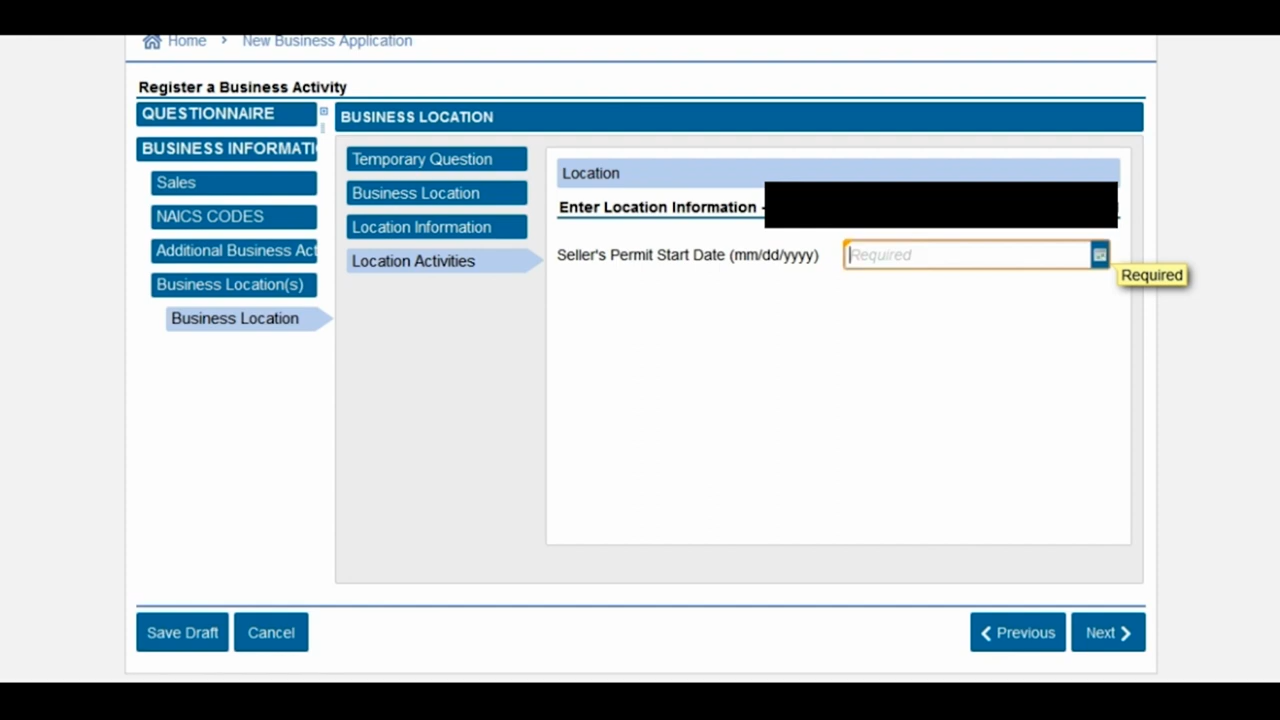 Home > New Business Application
Register a Business Activity
QUESTIONNAIRE
BUSINESS INFORMATI
Sales
NAICS CODES
Additional Business Act
Business Location(s)
Business Location
BUSINESS LOCATION
Temporary Question
Business Location
Location Information
Location Activities
Location
Enter Location Information -
Seller's Permit Start Date (mm/dd/yyyy) Required
Required
Save Draft Cancel Previous Next